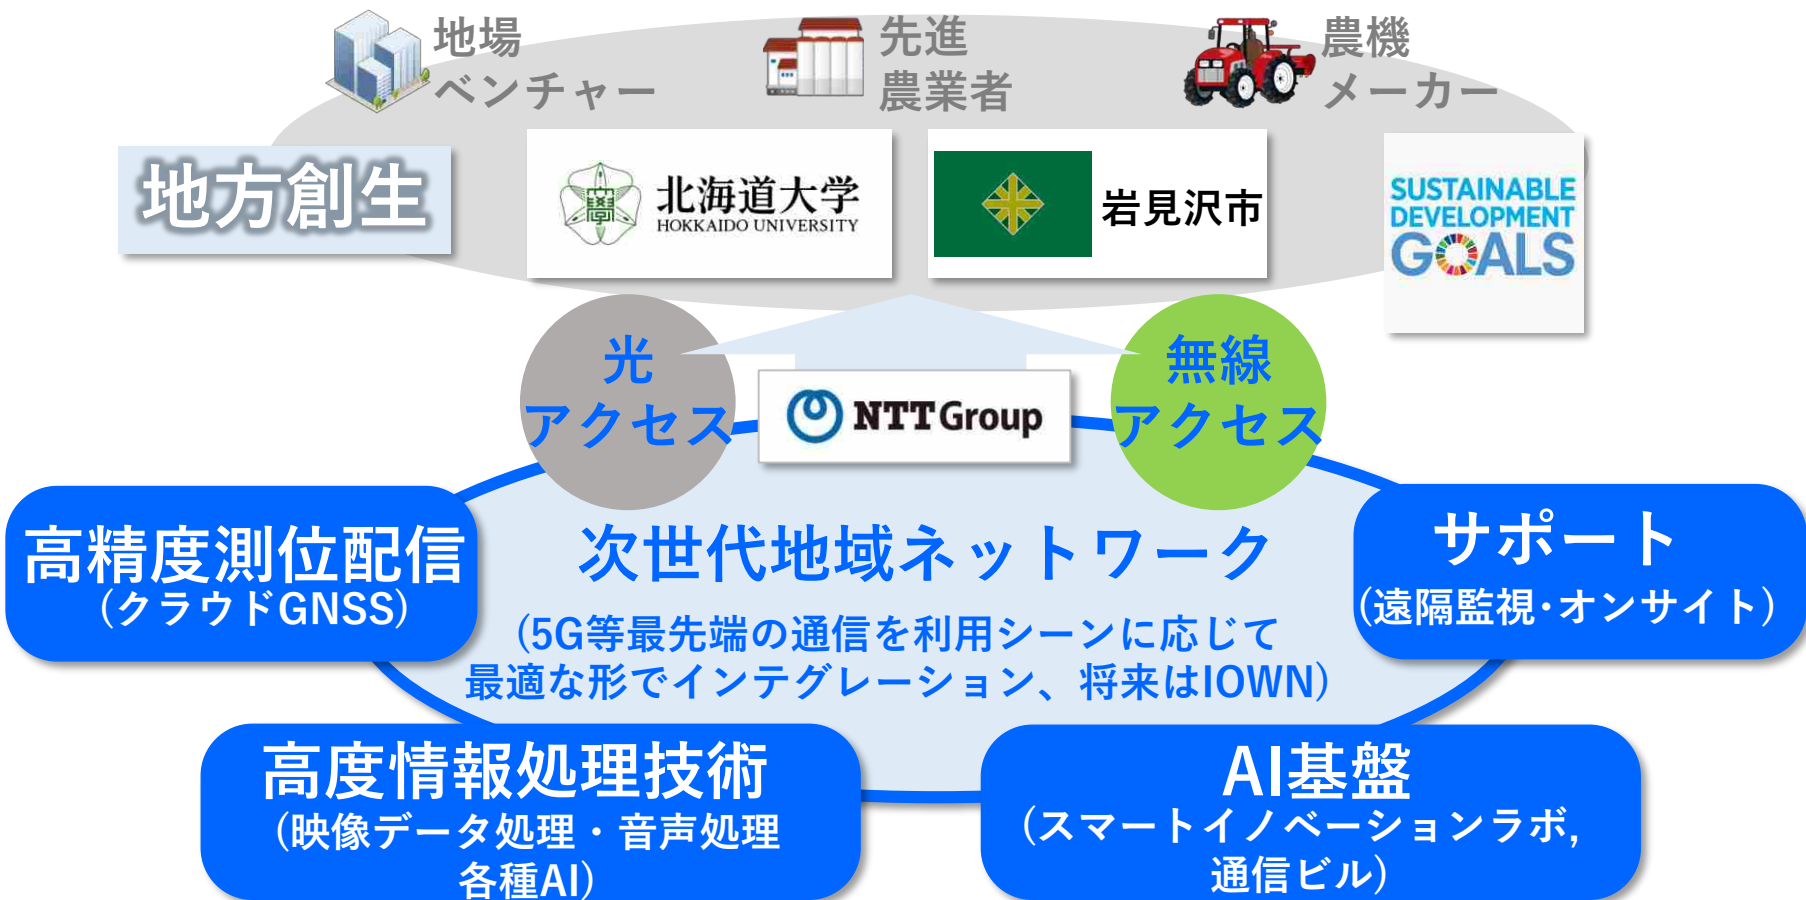 地場
ベンチャー
先進
農業者
農機
メーカー
地方創生
北海道大学
HOKKAIDO UNIVERSITY
岩見沢市
SUSTAINABLE
DEVELOPMENT
GOALS
光
アクセス
NTT Group
無線
アクセス
高精度測位配信
(クラウドGNSS)
次世代地域ネットワーク
(5G等最先端の通信を利用シーンに応じて
最適な形でインテグレーション、将来はIOWN)
サポート
(遠隔監視・オンサイト)
高度情報処理技術
(映像データ処理・音声処理
各種AI)
AI基盤
(スマートイノベーションラボ,
通信ビル)